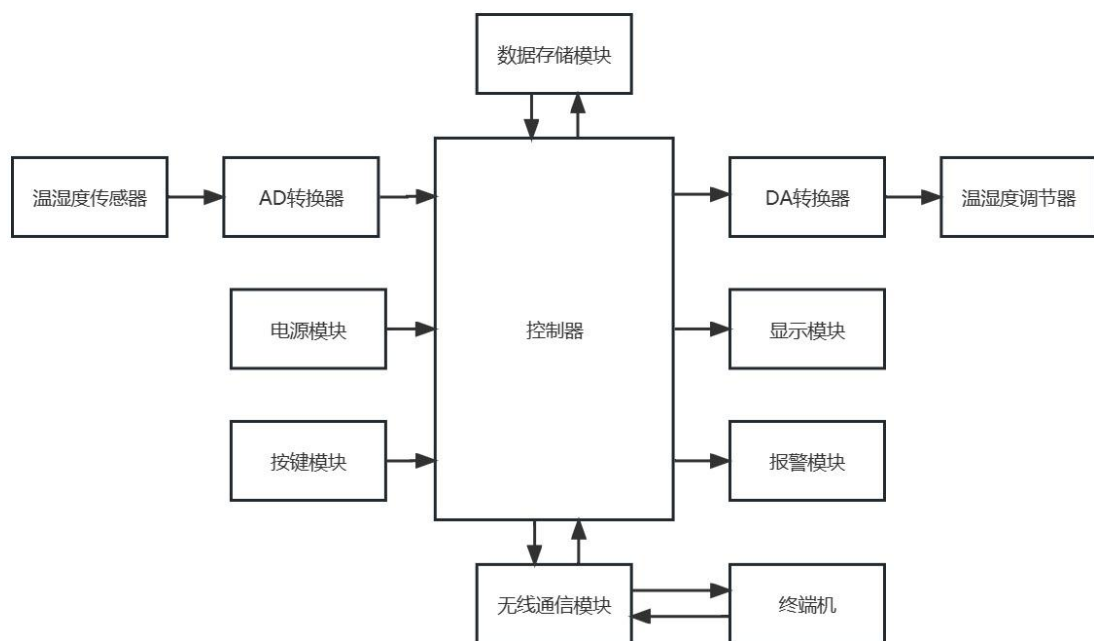 数据存储模块
温湿度传感器
AD转换器
DA转换器
温湿度调节器
电源模块
控制器
显示模块
按键模块
报警模块
无线通信模块
终端机